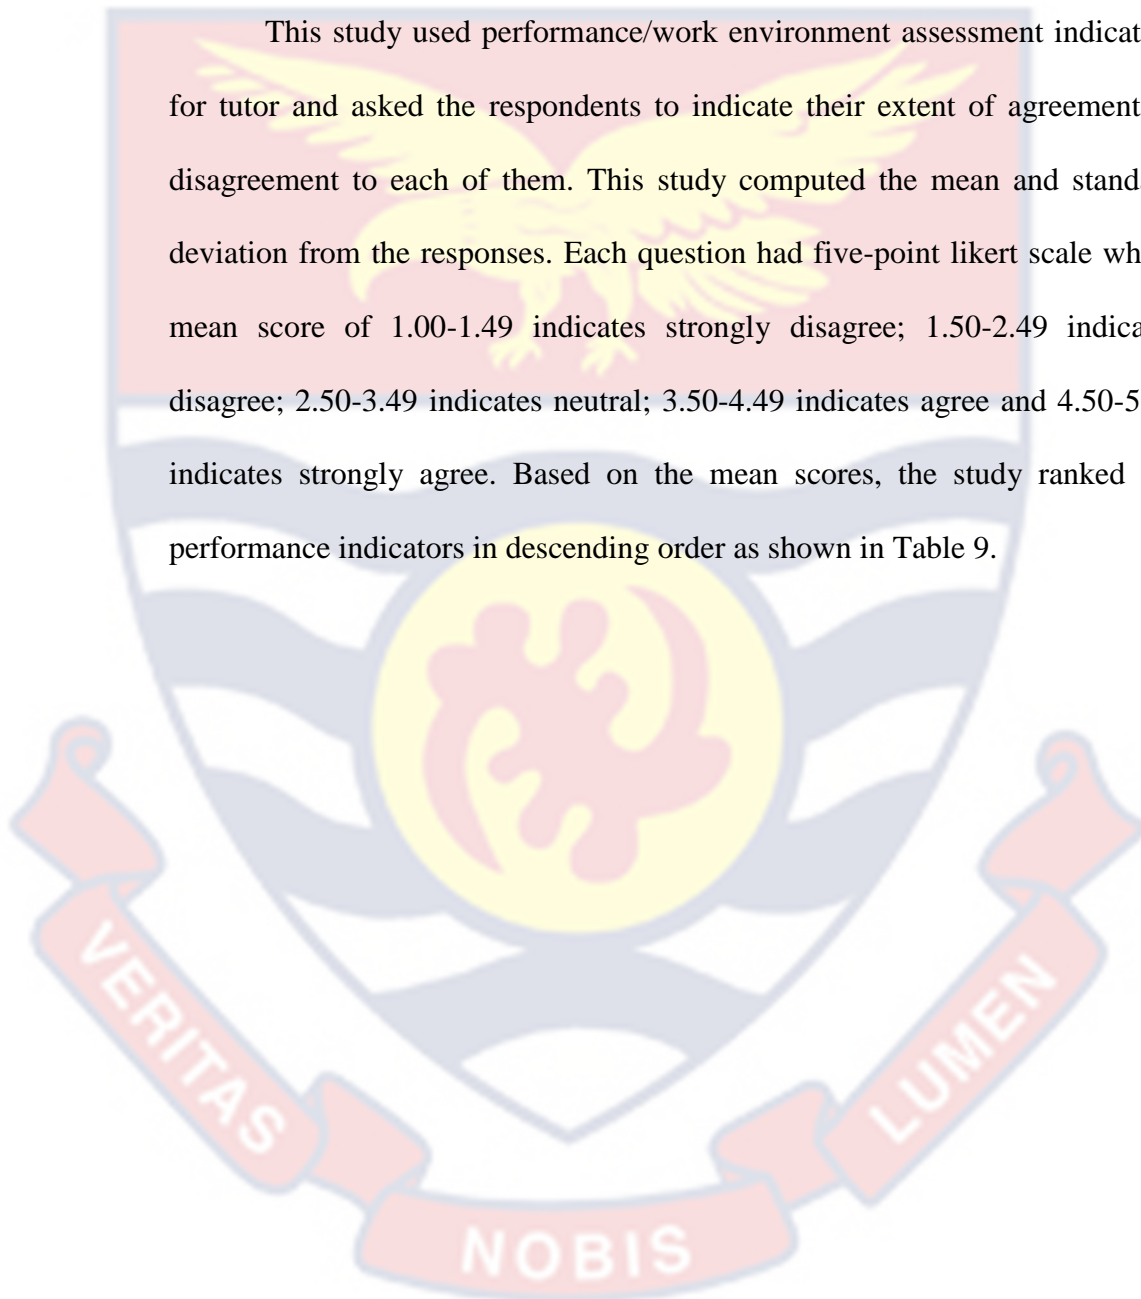 This study used performance/work environment assessment indicat
for tutor and asked the respondents to indicate their extent of agreement
disagreement to each of them. This study computed the mean and stand
deviation from the responses. Each question had five-point likert scale wh
mean score of 1.00-1.49 indicates strongly disagree; 1.50-2.49 indica
disagree; 2.50-3.49 indicates neutral; 3.50-4.49 indicates agree and 4.50-5
indicates strongly agree. Based on the mean scores, the study ranked
performance indicators in descending order as shown in Table 9.
VERITAS
NOBIS
LUMEN